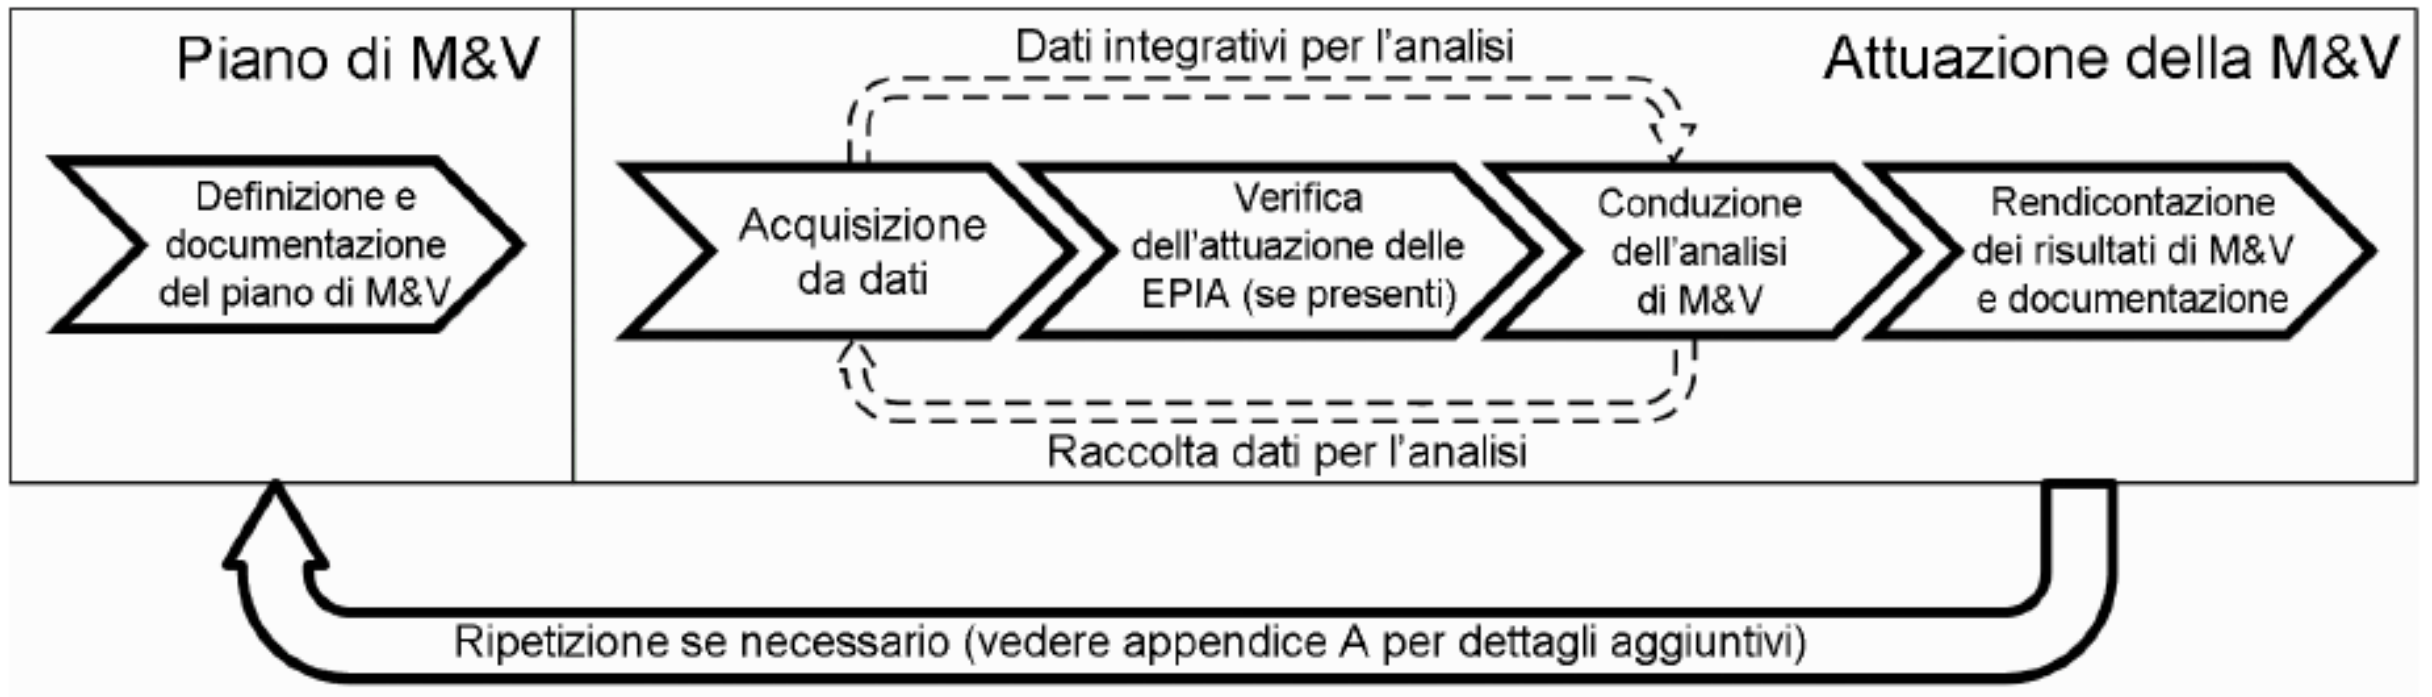 Piano di M&V
Definizione e
documentazione
del piano di M&V
Attuazione della M&V
Dati integrativi per l'analisi
Acquisizione
da dati
Verifica
dell'attuazione delle
EPIA (se presenti)
Conduzione
dell'analisi
di M&V
Rendicontazione
dei risultati di M&V
e documentazione
Raccolta dati per l'analisi
Ripetizione se necessario (vedere appendice A per dettagli aggiuntivi)